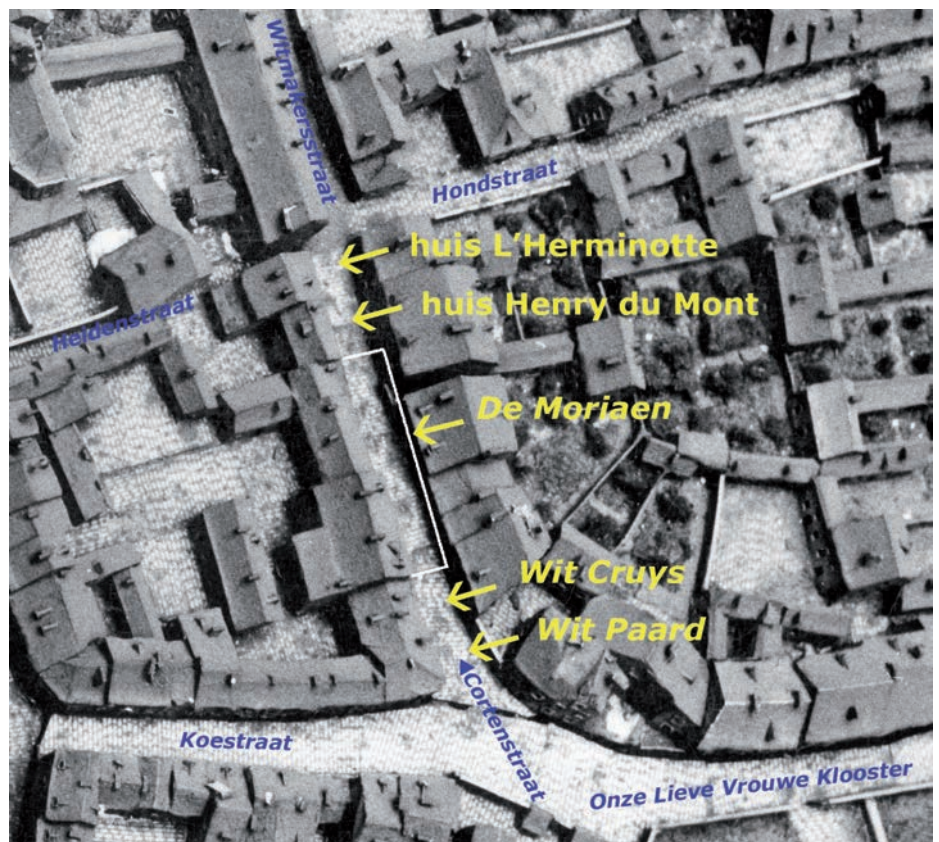 Witmakersstraat
Hondstraat
huis L'Herminotte
Heidenstraat
huis Henry du Mont
De Moriaen
Wit Cruys
Wit Paard
Cortenstraat
Koestraat
Onze Lieve Vrouwe Klooster